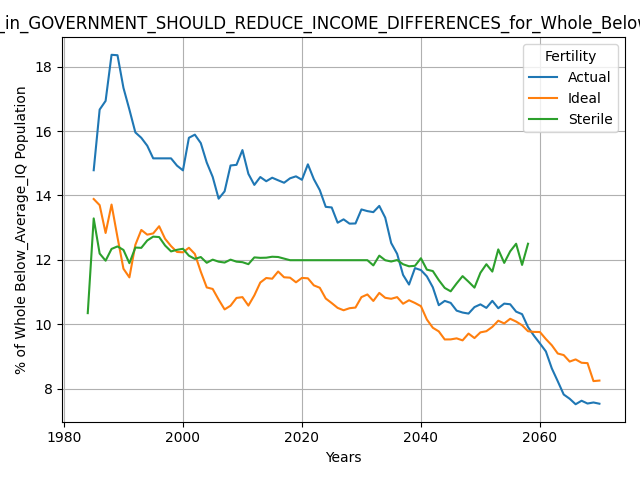 _in_GOVERNMENT_SHOULD_REDUCE_INCOME_DIFFERENCES_for_Whole_Below
Fertility
Actual
Ideal
Sterile
% of Whole Below_Average_IQ Population
18
16
14
12
10
8
1980 2000 2020 2040 2060
Years